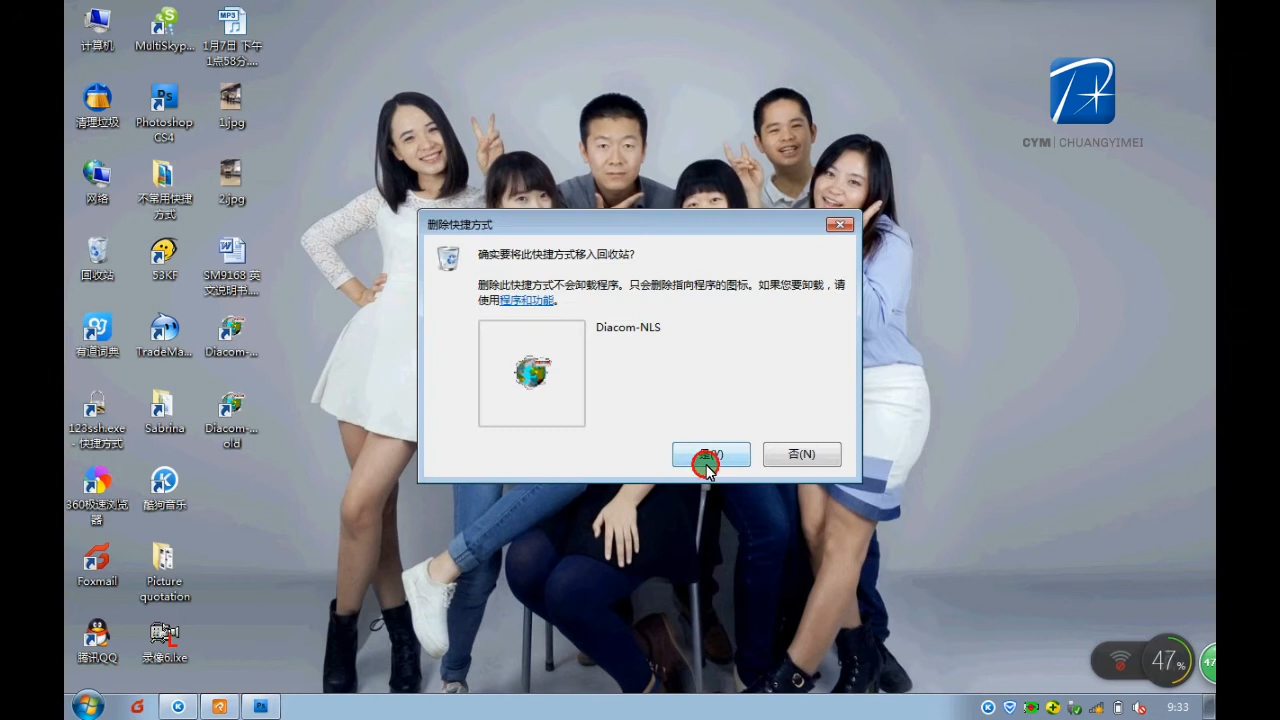 计算机
MultiSkyp...
MP3
1月7日 下午
1点58分....
清理垃圾
Ps
Photoshop
CS4
1.jpg
网络
不常用快捷
方式
2.jpg
回收站
53KF
SM9168 英
文说明书....
有道词典
TradeMa...
Diacom-...
123ssh.exe
- 快捷方式
Sabrina
Diacom-...
old
360极速浏览
器
酷狗音乐
Foxmail
Picture
quotation
腾讯QQ
录像6.lxe
CYM | CHUANGYIMEI
删除快捷方式
确实要将此快捷方式移入回收站?
删除此快捷方式不会卸载程序。只会删除指向程序的图标。如果您要卸载，请
使用程序和功能。
Diacom-NLS
是(Y)
否(N)
47%
47
Ps
9:33